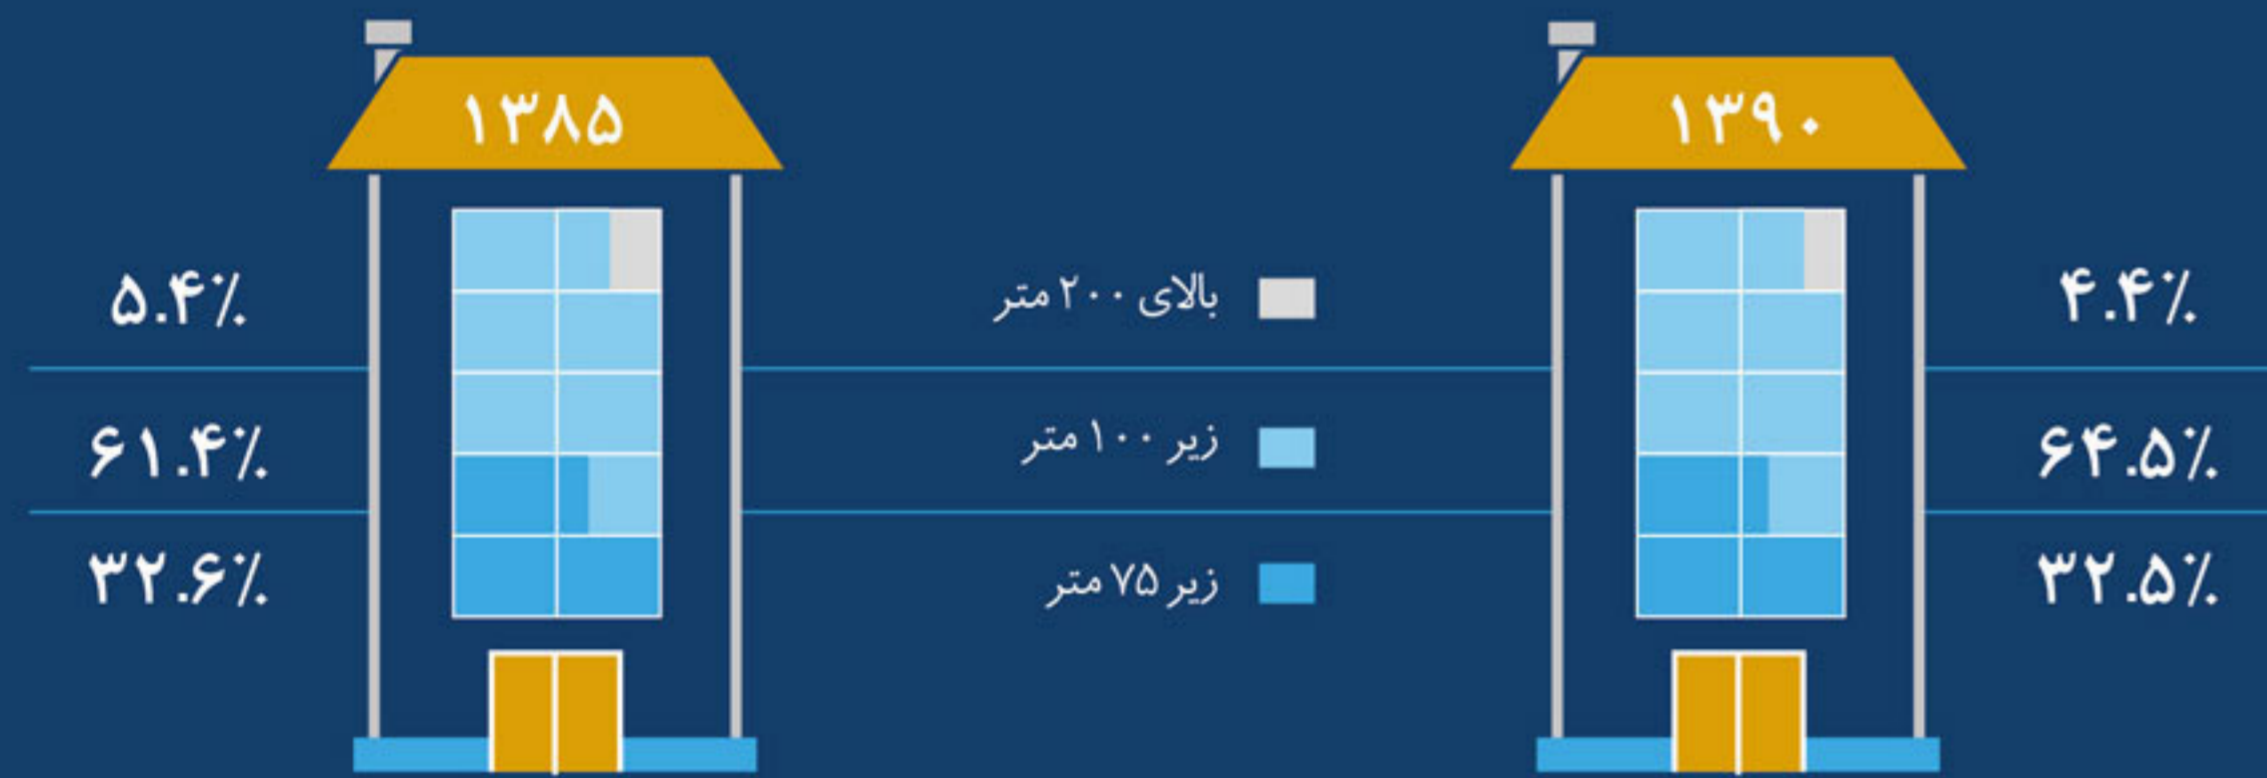 ۱۳۸۵
۱۳۹۰
۵.۴٪
بالای ۲۰۰ متر
۴.۴٪
۶۱.۴٪
زیر ۱۰۰ متر
۶۴.۵٪
۳۲.۶٪
زیر ۷۵ متر
۳۲.۵٪